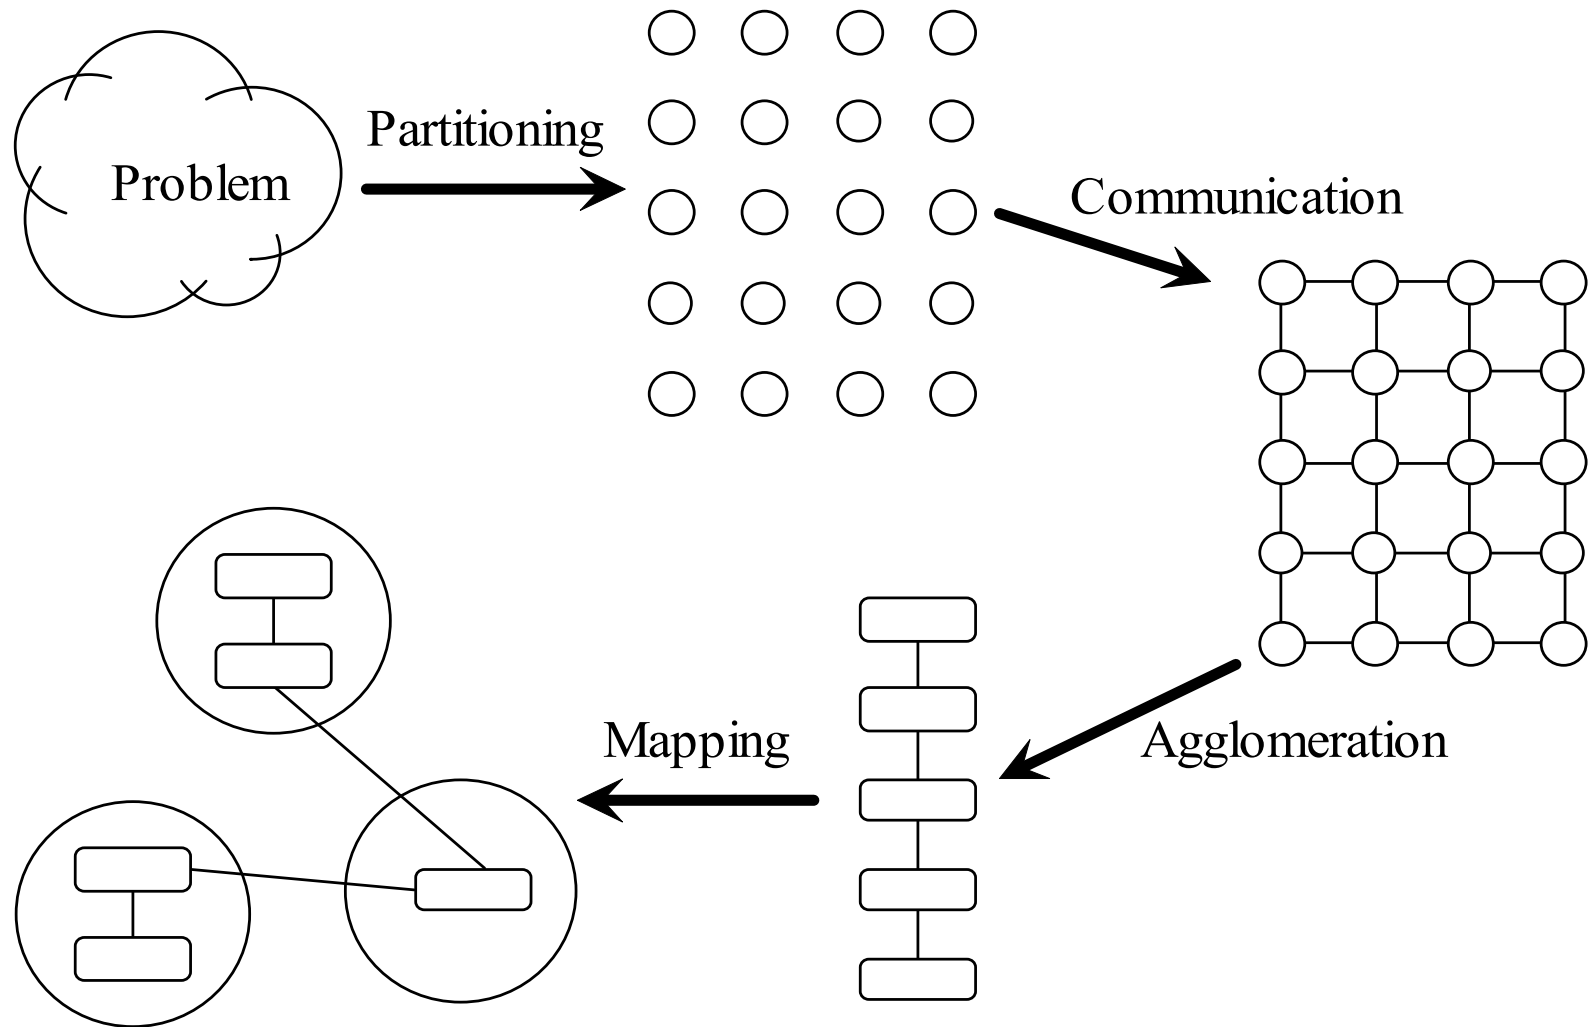 Problem
Partitioning
Communication
Agglomeration
Mapping